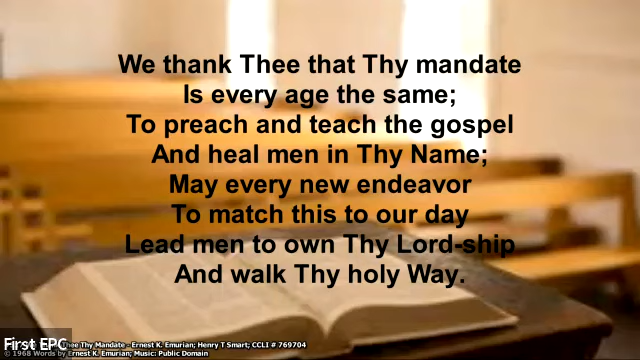 We thank Thee that Thy mandate
Is every age the same;
To preach and teach the gospel
And heal men in Thy Name;
May every new endeavor
To match this to our day
Lead men to own Thy Lord-ship
And walk Thy holy Way.
First EPC
Thee Thy Mandate - Ernest K. Emurian; Henry T Smart; CCLI # 769704
© 1968 Words by Ernest K. Emurian; Music: Public Domain